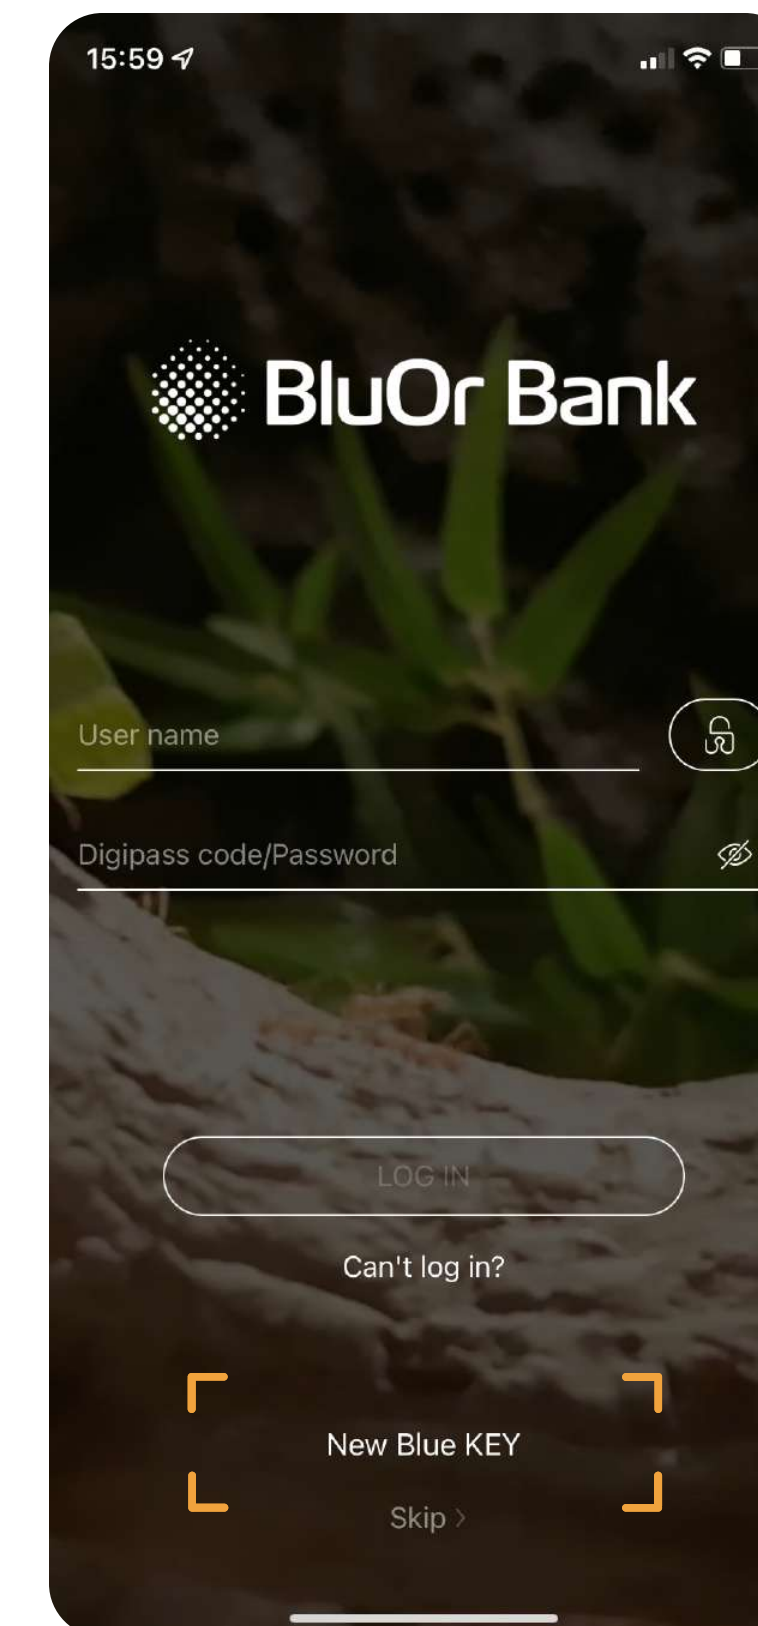 15:59
BluOr Bank
User name
Digipass code/Password
LOG IN
Can't log in?
New Blue KEY
Skip